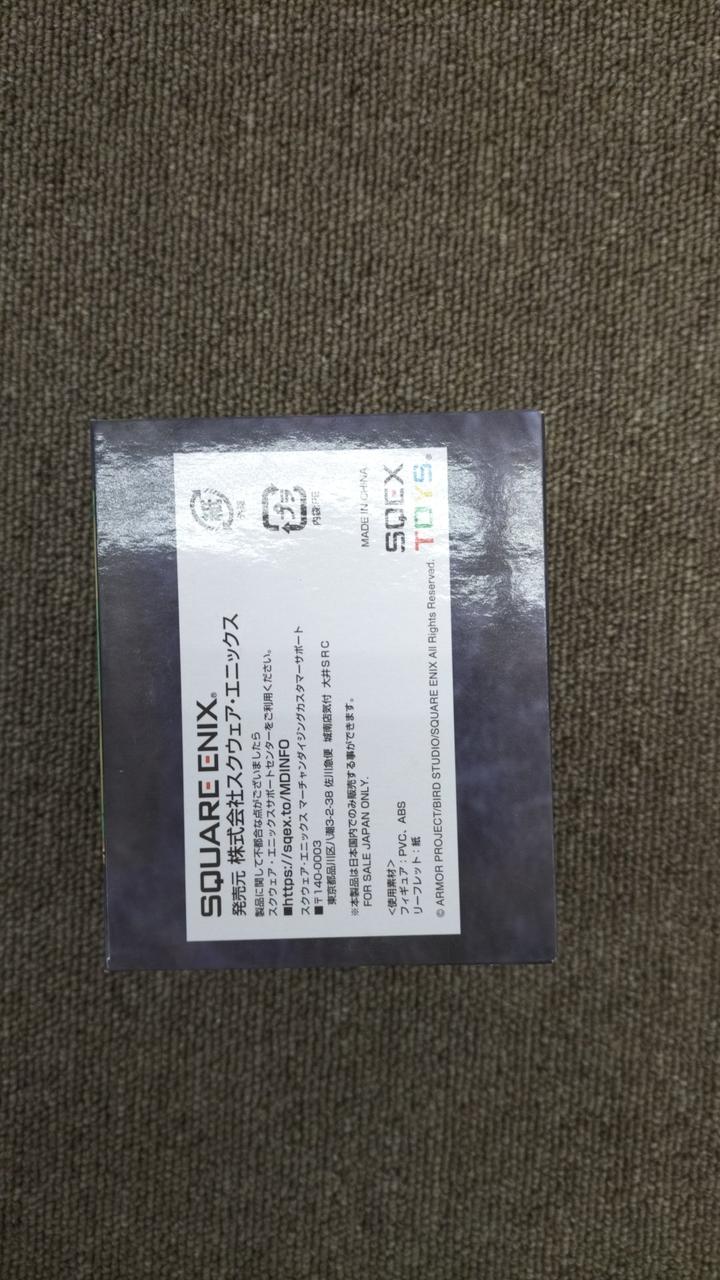 SQUARE ENIX®
発売元 株式会社スクウェア・エニックス
製品に関して不都合な点がございましたら
スクウェア・エニックスサポートセンターをご利用ください。
■https://sqex.to/MDINFO
スクウェア・エニックス マーチャンダイジングカスタマーサポート
■〒140-0003
東京都品川区八潮3-2-38 佐川急便 城南店気付 大井SRC
※本製品は日本国内でのみ販売する事ができます。
FOR SALE JAPAN ONLY.
<使用素材>
フィギュア：PVC、ABS
リーフレット：紙
© ARMOR PROJECT/BIRD STUDIO/SQUARE ENIX All Rights Reserved.
紙
外箱
プラ
内袋:PE
MADE IN CHINA
SQEX
TOYS®